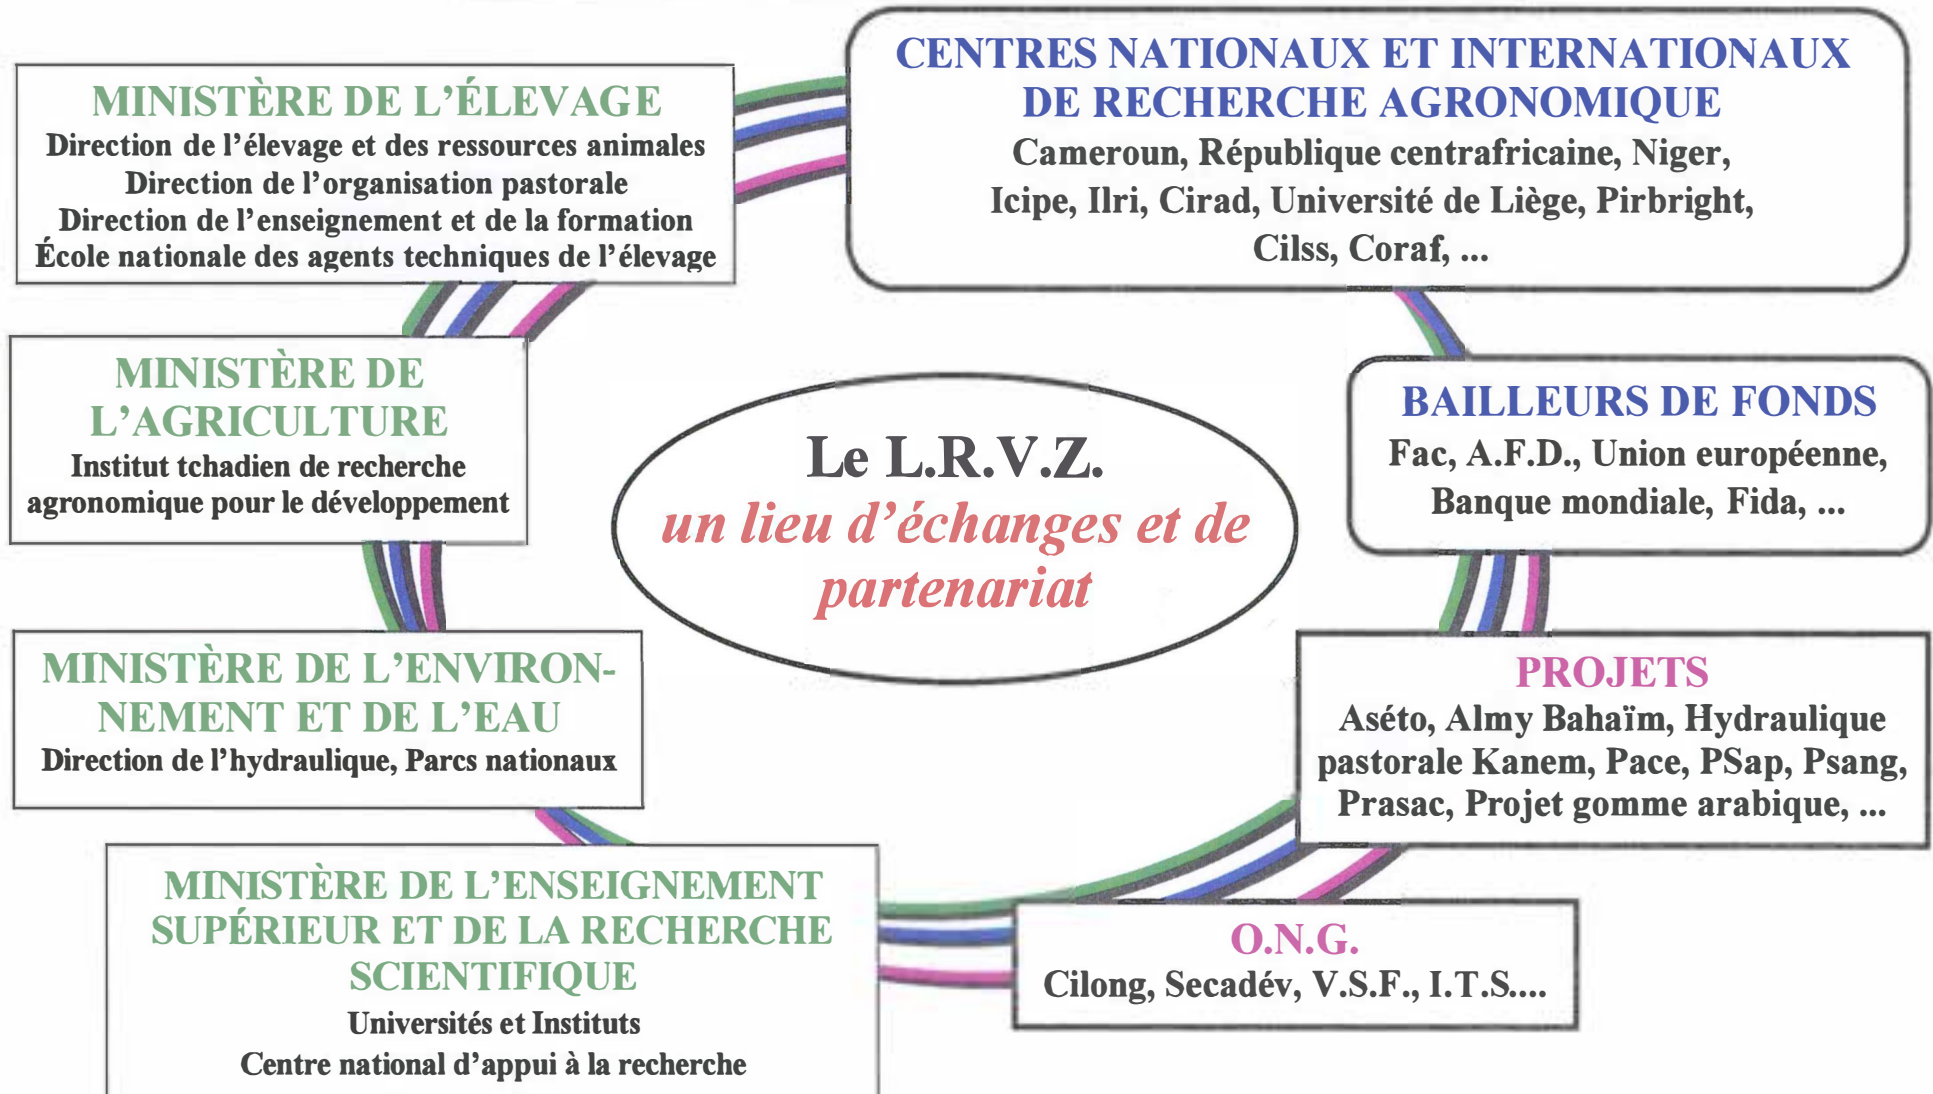 MINISTÈRE DE L'ÉLEVAGE
Direction de l'élevage et des ressources animales
Direction de l'organisation pastorale
Direction de l'enseignement et de la formation
École nationale des agents techniques de l'élevage
CENTRES NATIONAUX ET INTERNATIONAUX
DE RECHERCHE AGRONOMIQUE
Cameroun, République centrafricaine, Niger,
Icipe, Ilri, Cirad, Université de Liège, Pirbright,
Cilss, Coraf, ...
MINISTÈRE DE
L'AGRICULTURE
Institut tchadien de recherche
agronomique pour le développement
Le L.R.V.Z.
un lieu d'échanges et de
partenariat
BAILLEURS DE FONDS
Fac, A.F.D., Union européenne,
Banque mondiale, Fida, ...
MINISTÈRE DE L'ENVIRON-
NEMENT ET DE L'EAU
Direction de l'hydraulique, Parcs nationaux
PROJETS
Aséto, Almy Bahaïm, Hydraulique
pastorale Kanem, Pace, PSap, Psang,
Prasac, Projet gomme arabique, ...
MINISTÈRE DE L'ENSEIGNEMENT
SUPÉRIEUR ET DE LA RECHERCHE
SCIENTIFIQUE
Universités et Instituts
Centre national d'appui à la recherche
O.N.G.
Cilong, Secadév, V.S.F., I.T.S....